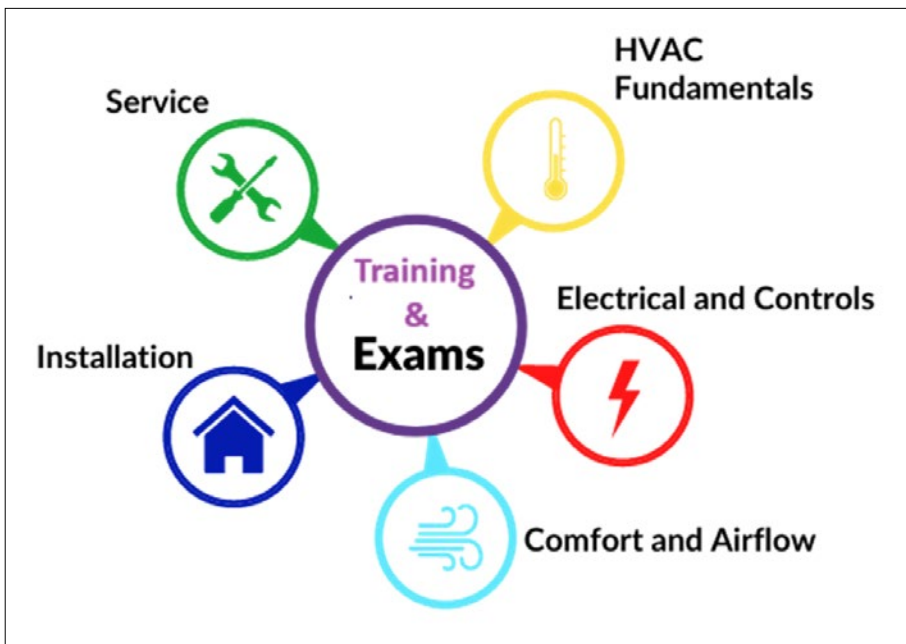 HVAC
Fundamentals
Service
Training
&
Exams
Electrical and Controls
Installation
Comfort and Airflow